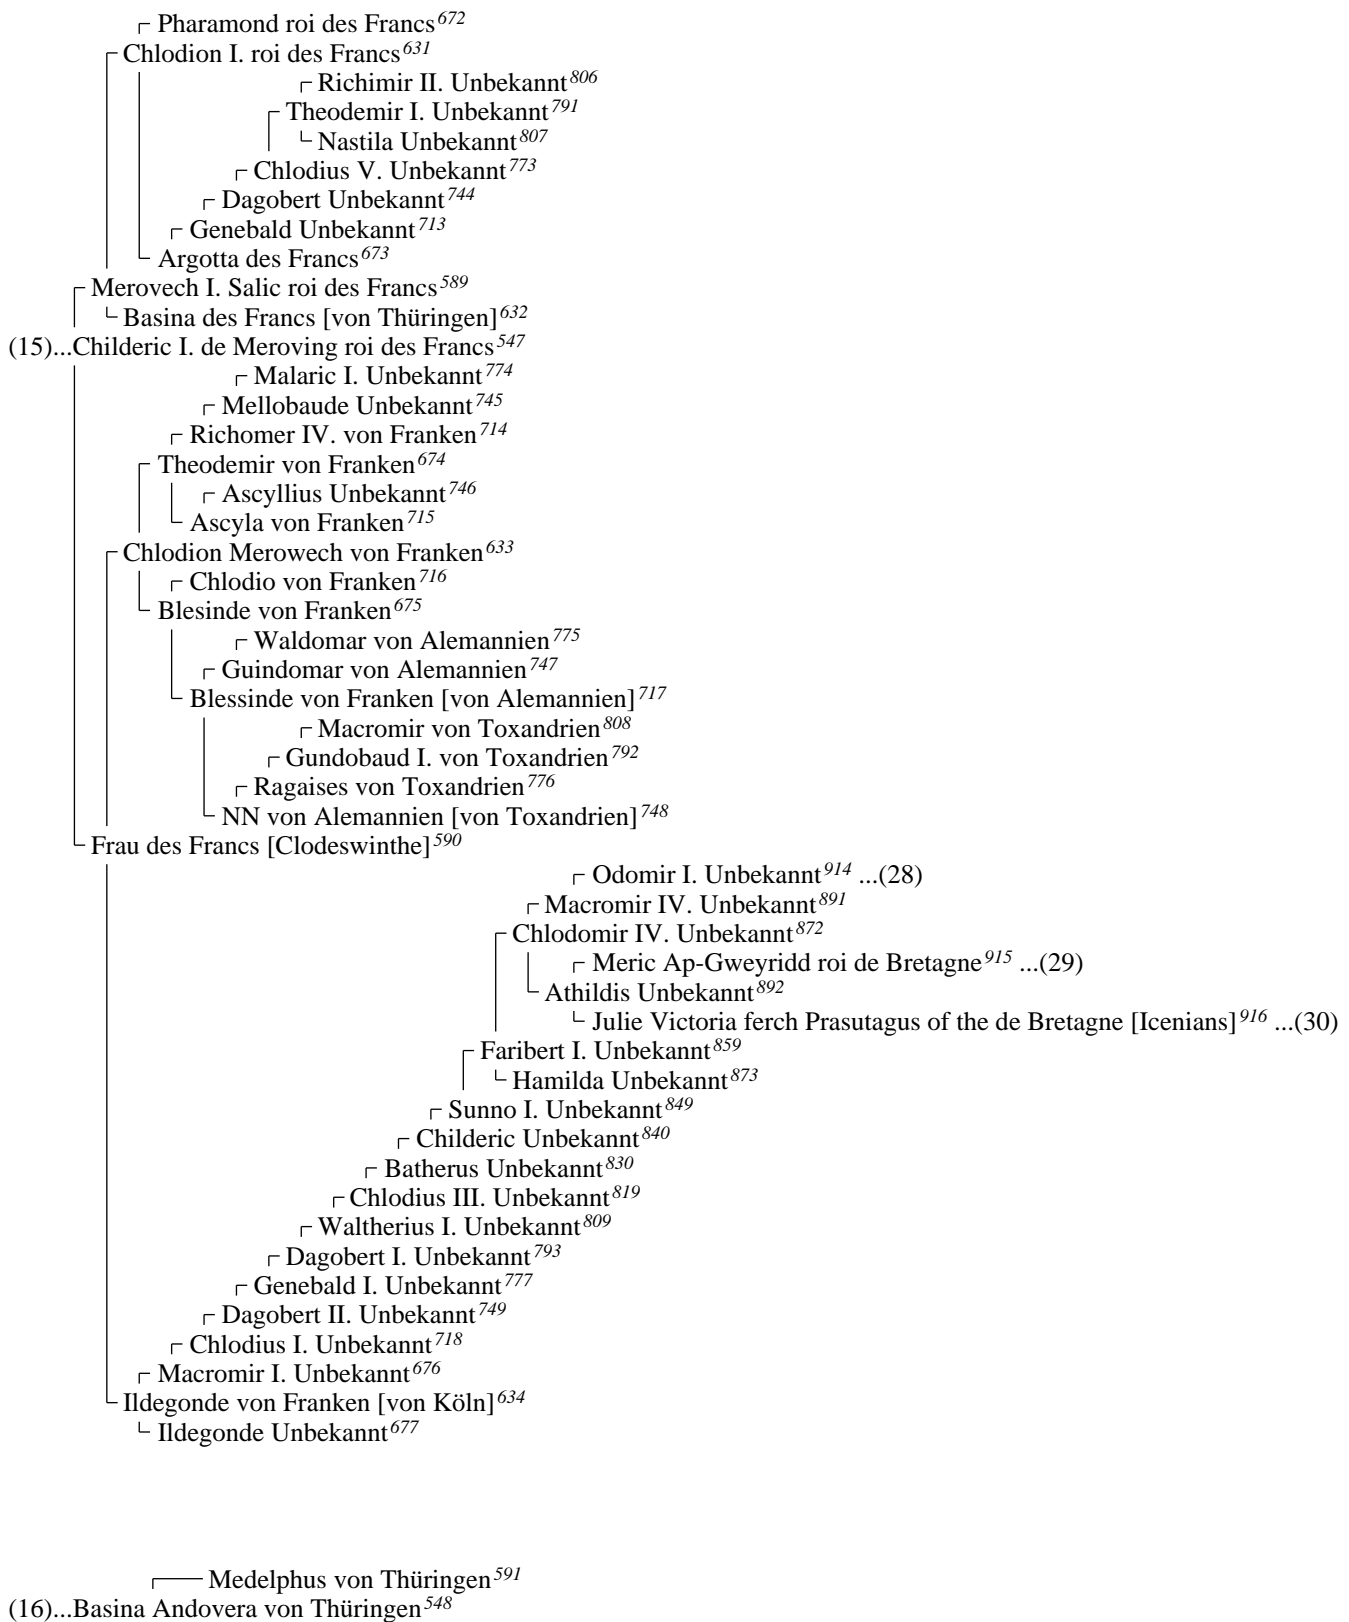 Pharamond roi des Francs672
Chlodion I. roi des Francs631
Richimir II. Unbekannt806
Theodemir I. Unbekannt791
Nastila Unbekannt807
Chlodius V. Unbekannt773
Dagobert Unbekannt744
Genebald Unbekannt713
Argotta des Francs673
Merovech I. Salic roi des Francs589
Basina des Francs [von Thüringen]632
(15)...Childeric I. de Meroving roi des Francs547
Malaric I. Unbekannt774
Mellobaude Unbekannt745
Richomer IV. von Franken714
Theodemir von Franken674
Ascyllius Unbekannt746
Ascyla von Franken715
Chlodion Merowech von Franken633
Chlodio von Franken716
Blesinde von Franken675
Waldomar von Alemannien775
Guindomar von Alemannien747
Blessinde von Franken [von Alemannien]717
Macromir von Toxandrien808
Gundobaud I. von Toxandrien792
Ragaises von Toxandrien776
NN von Alemannien [von Toxandrien]748
Frau des Francs [Clodeswinthe]590
Odomir I. Unbekannt914 ...(28)
Macromir IV. Unbekannt891
Chlodomir IV. Unbekannt872
Meric Ap-Gweyridd roi de Bretagne915 ...(29)
Athildis Unbekannt892
Julie Victoria ferch Prasutagus of the de Bretagne [Icenians]916 ...(30)
Faribert I. Unbekannt859
Hamilda Unbekannt873
Sunno I. Unbekannt849
Childeric Unbekannt840
Batherus Unbekannt830
Chlodius III. Unbekannt819
Waltherius I. Unbekannt809
Dagobert I. Unbekannt793
Genebald I. Unbekannt777
Dagobert II. Unbekannt749
Chlodius I. Unbekannt718
Macromir I. Unbekannt676
Ildegonde von Franken [von Köln]634
Ildegonde Unbekannt677
Medelphus von Thüringen591
(16)...Basina Andovera von Thüringen548